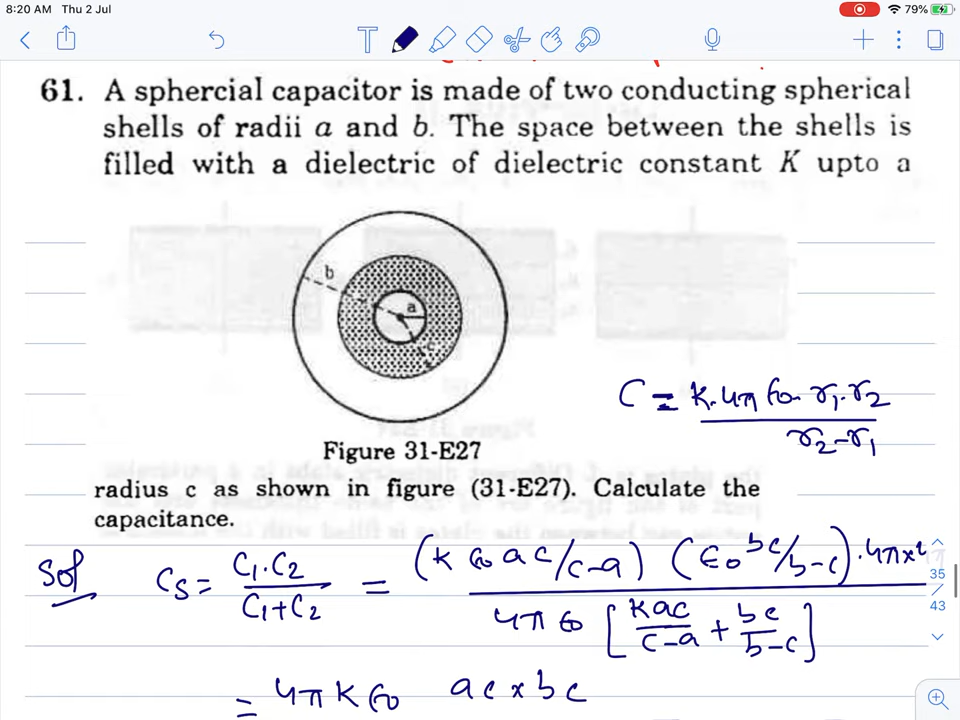 8:20 AM Thu 2 Jul
79%
61. A sphercial capacitor is made of two conducting spherical
shells of radii a and b. The space between the shells is
filled with a dielectric of dielectric constant K upto a
b
a
c
Figure 31-E27
C = K.4π ε0. r1.r2 / r2-r1
radius c as shown in figure (31-E27). Calculate the
capacitance.
Sol Cs = C1.C2 / C1+C2 = (K ε0 ac/c-a) (ε0 bc/b-c).4π×4π / 4π ε0 [Kac/c-a + bc/b-c]
35
/
43
= 4π K ε0 ac × bc